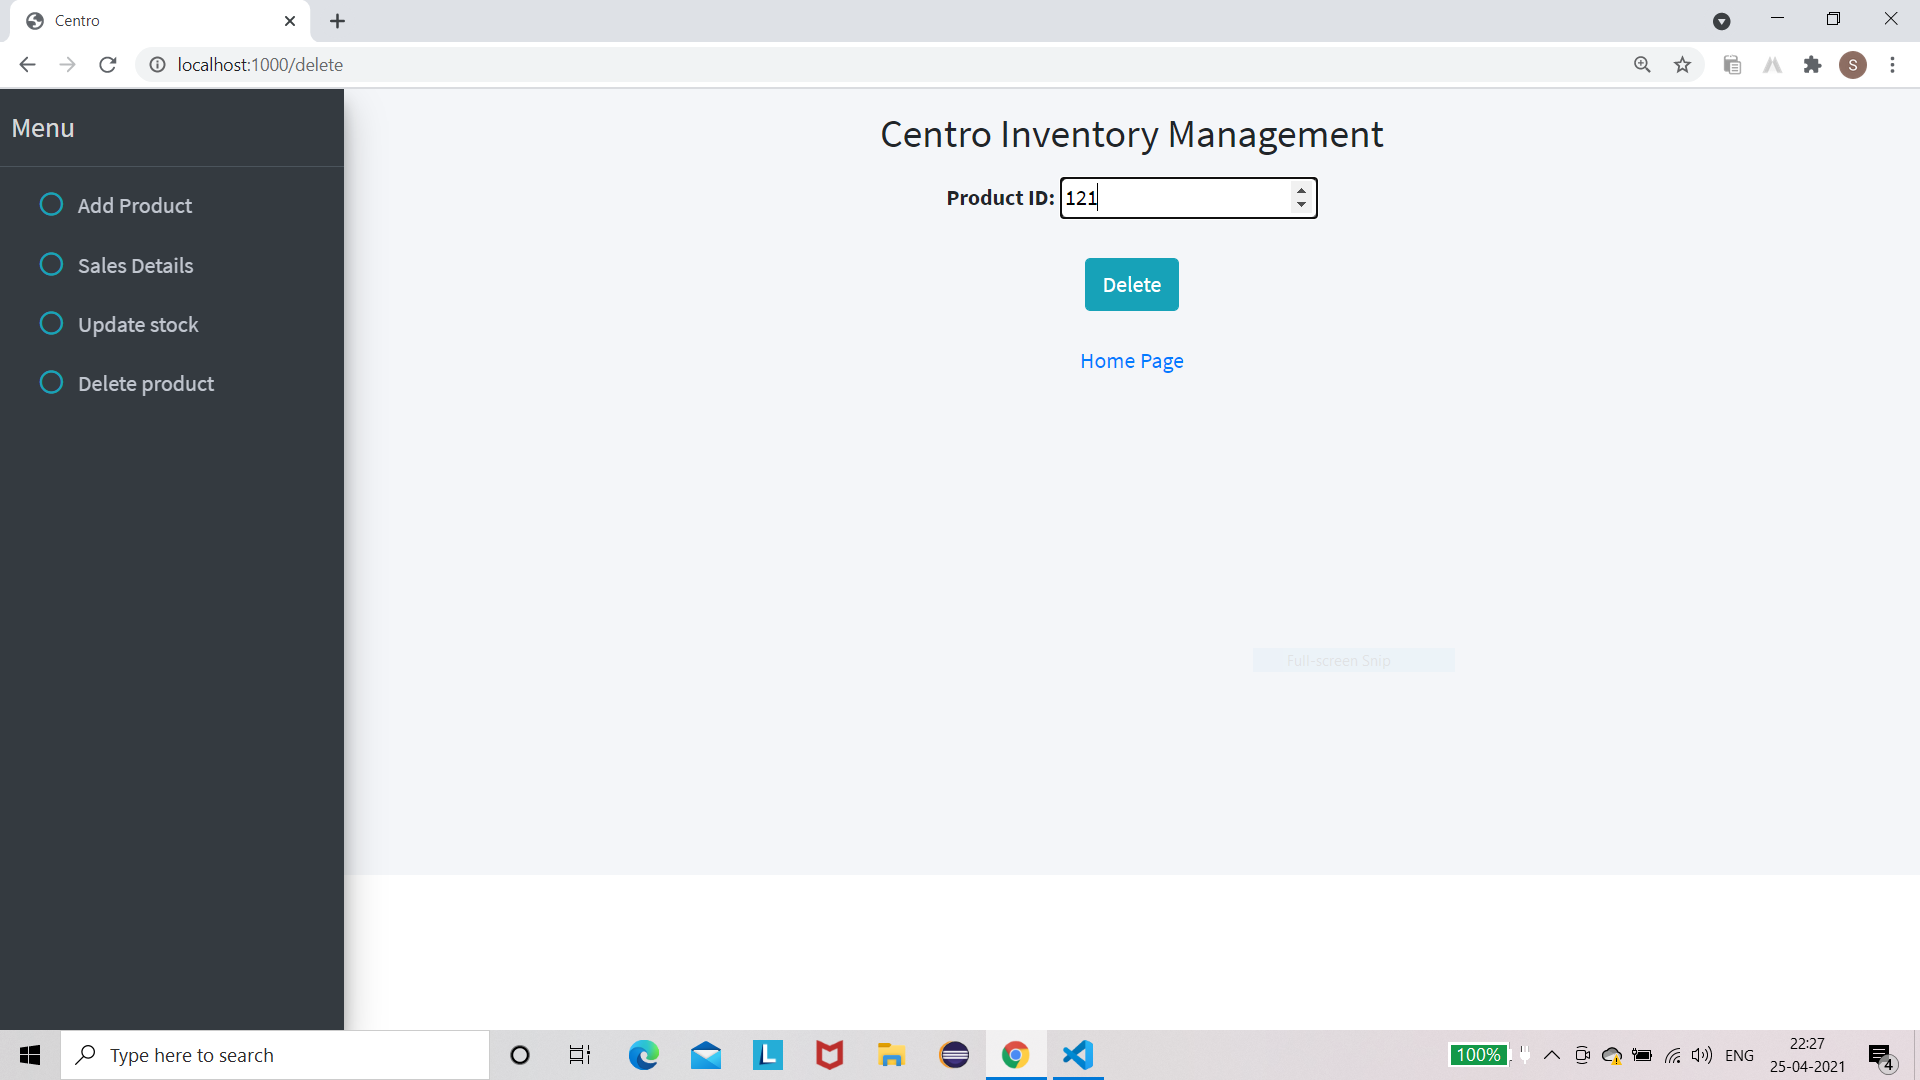 Centro
localhost:1000/delete
S
Menu
Add Product
Sales Details
Update stock
Delete product
Centro Inventory Management
Product ID: 121
Delete
Home Page
Full-screen Snip
Type here to search
L
100%
ENG
22:27
25-04-2021
4